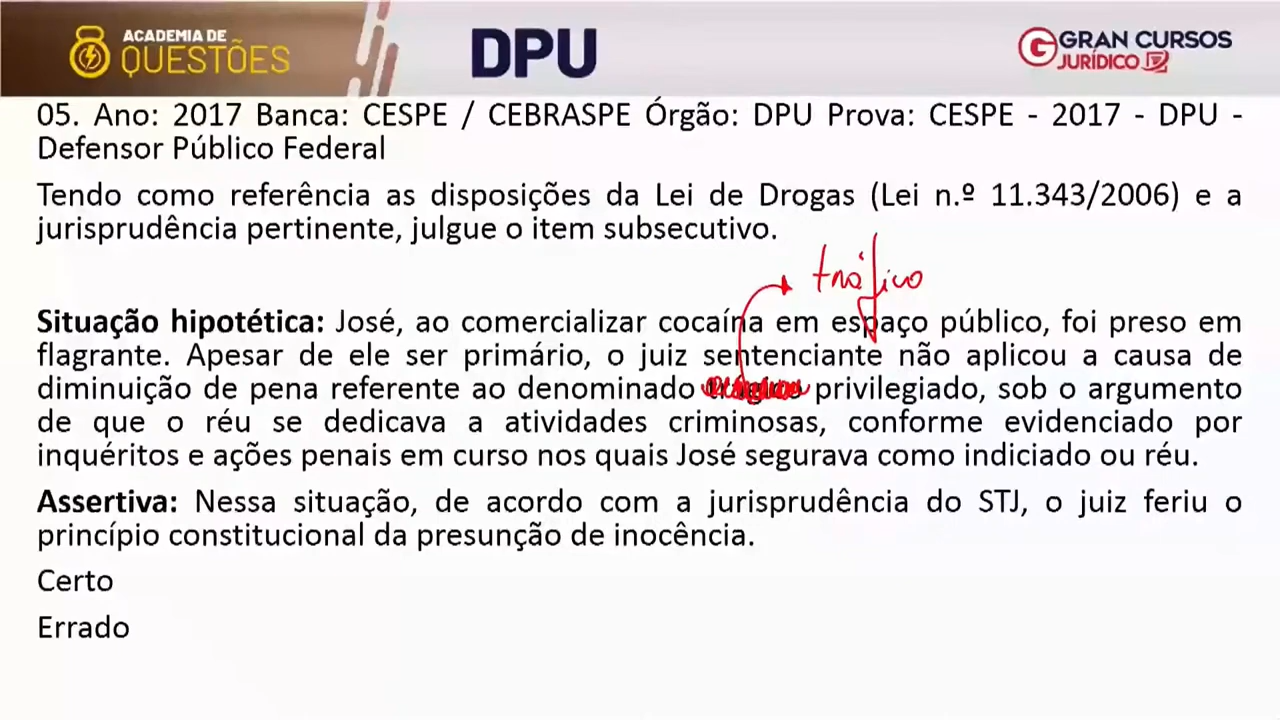 ACADEMIA DE
QUESTÕES
DPU
GRAN CURSOS
JURÍDICO
05. Ano: 2017 Banca: CESPE / CEBRASPE Órgão: DPU Prova: CESPE - 2017 - DPU -
Defensor Público Federal
Tendo como referência as disposições da Lei de Drogas (Lei n.º 11.343/2006) e a
jurisprudência pertinente, julgue o item subsecutivo.
tráfico
Situação hipotética: José, ao comercializar cocaína em espaço público, foi preso em
flagrante. Apesar de ele ser primário, o juiz sentenciante não aplicou a causa de
diminuição de pena referente ao denominado privilegiado, sob o argumento
de que o réu se dedicava a atividades criminosas, conforme evidenciado por
inquéritos e ações penais em curso nos quais José segurava como indiciado ou réu.
Assertiva: Nessa situação, de acordo com a jurisprudência do STJ, o juiz feriu o
princípio constitucional da presunção de inocência.
Certo
Errado